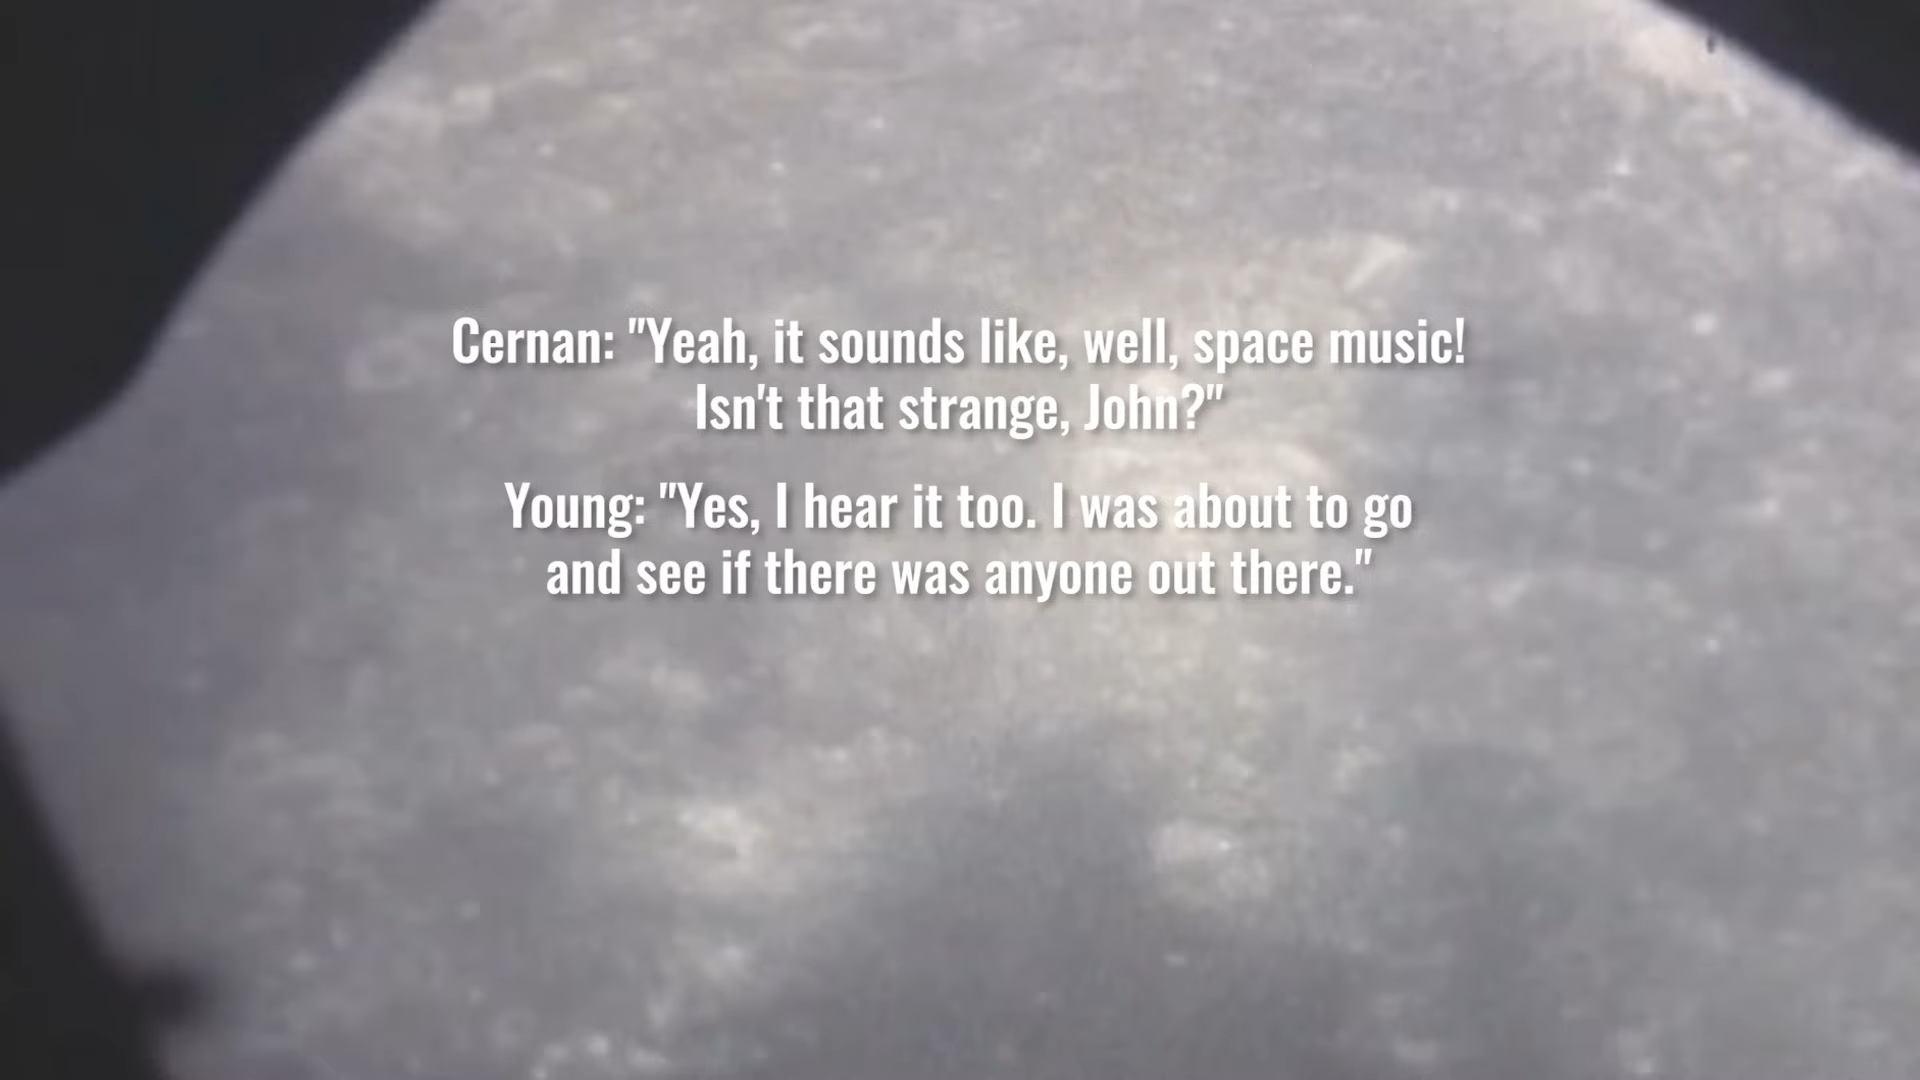 Cernan: "Yeah, it sounds like, well, space music!
Isn't that strange, John?"
Young: "Yes, I hear it too. I was about to go
and see if there was anyone out there."